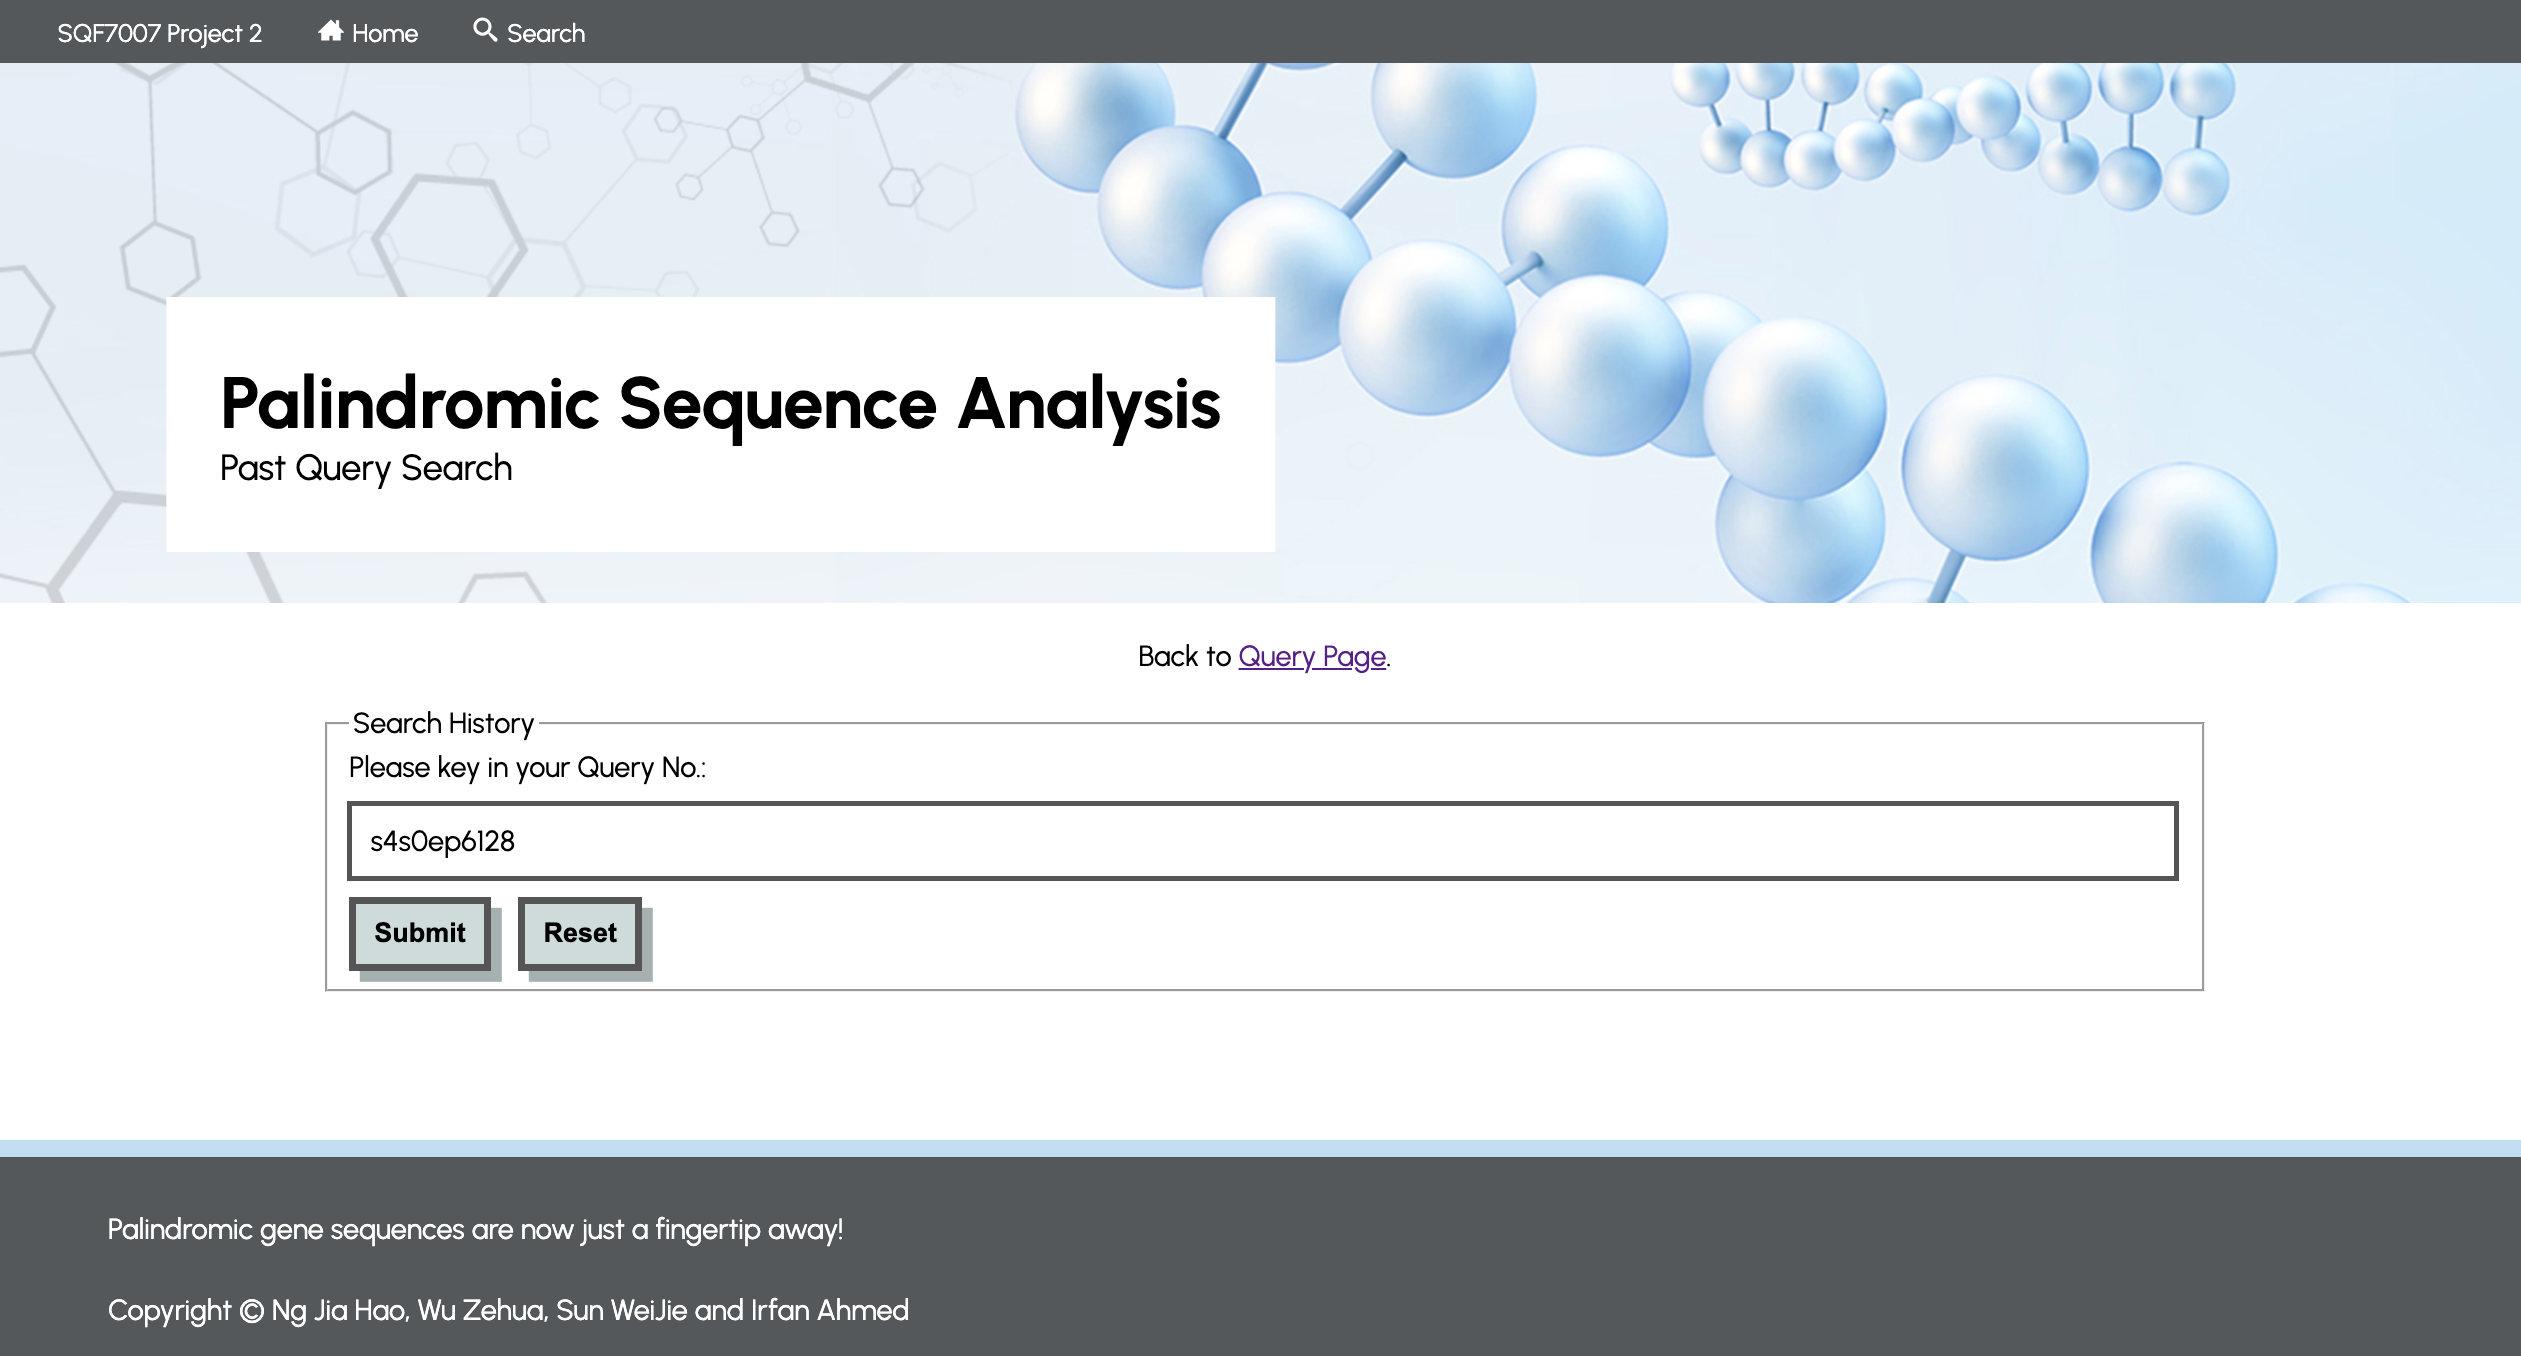 SQF7007 Project 2 Home Search
Palindromic Sequence Analysis
Past Query Search
Back to Query Page.
Search History
Please key in your Query No.:
s4s0ep6128
Submit Reset
Palindromic gene sequences are now just a fingertip away!
Copyright © Ng Jia Hao, Wu Zehua, Sun WeiJie and Irfan Ahmed